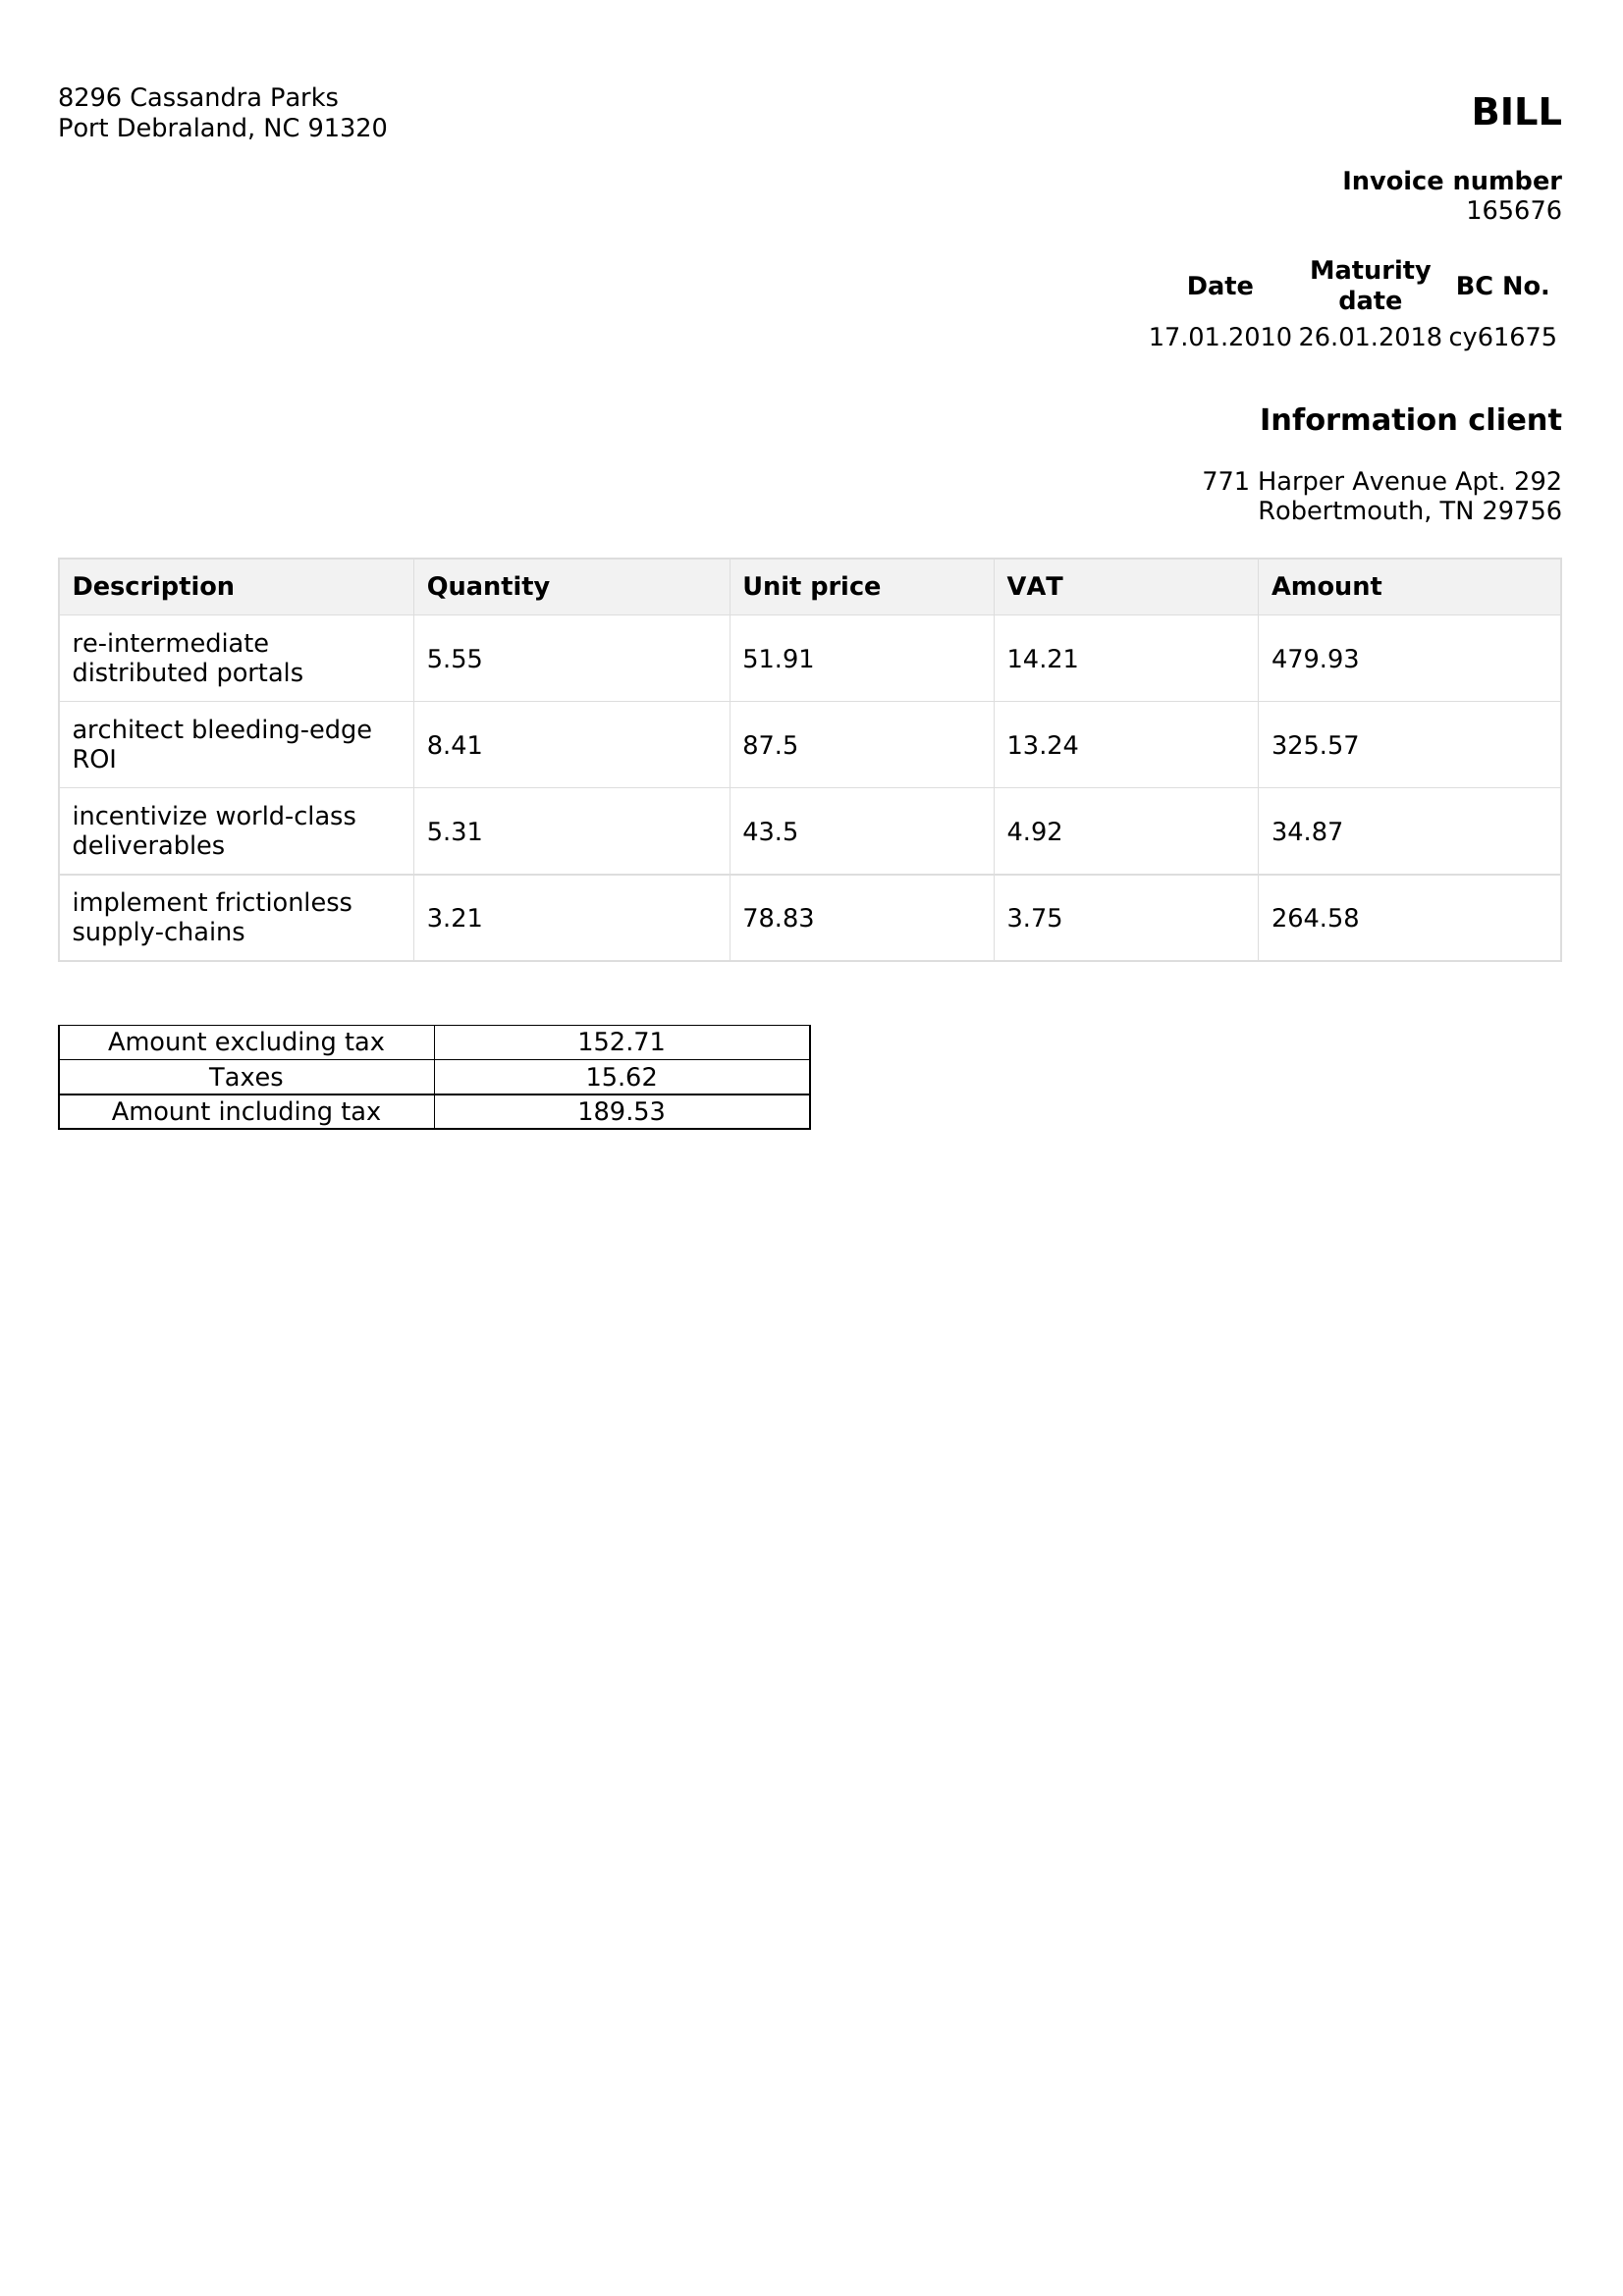 8296 Cassandra Parks
Port Debraland, NC 91320
BILL
Invoice number
165676
Date Maturity date BC No.
17.01.2010 26.01.2018 cy61675
Information client
771 Harper Avenue Apt. 292
Robertmouth, TN 29756
Description Quantity Unit price VAT Amount
re-intermediate
distributed portals 5.55 51.91 14.21 479.93
architect bleeding-edge
ROI 8.41 87.5 13.24 325.57
incentivize world-class
deliverables 5.31 43.5 4.92 34.87
implement frictionless
supply-chains 3.21 78.83 3.75 264.58
Amount excluding tax 152.71
Taxes 15.62
Amount including tax 189.53